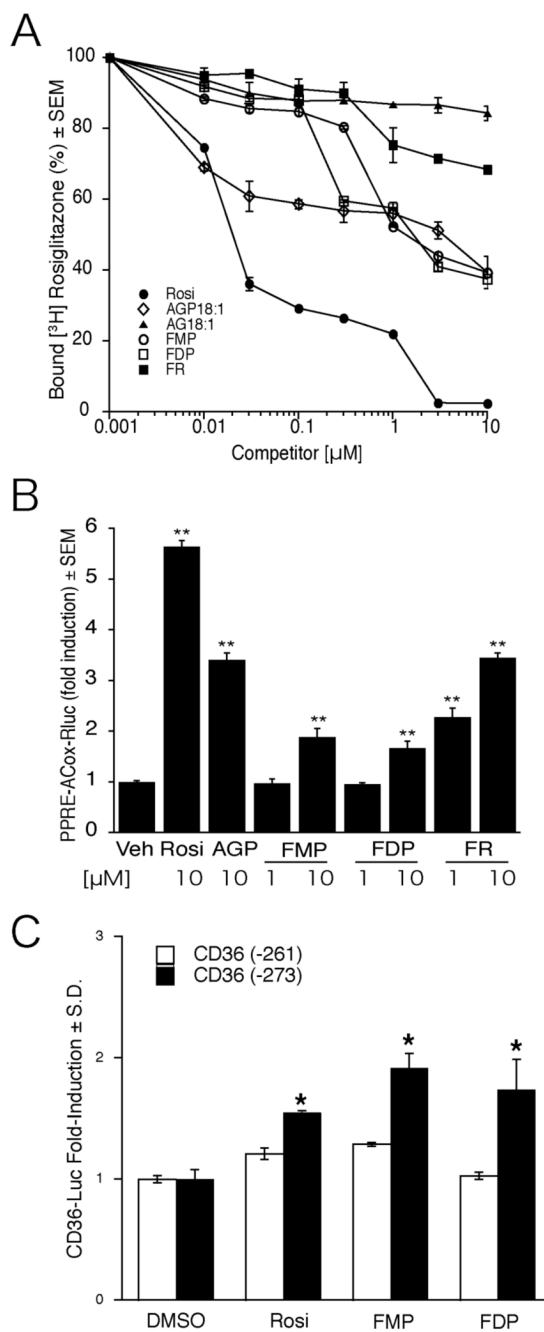 A
Bound [³H] Rosiglitazone (%) ± SEM
100
80
60
40
20
0
Rosi
AGP18:1
AG18:1
FMP
FDP
FR
0.001
0.01
0.1
1
10
Competitor [µM]
B
PPRE-ACox-Rluc (fold induction) ± SEM
6
5
4
3
2
1
0
**
**
**
**
**
**
Veh Rosi AGP FMP FDP FR
[µM] 10 10 1 10 1 10 1 10
C
CD36-Luc Fold-Induction ± S.D.
3
2
1
0
CD36 (-261)
CD36 (-273)
*
*
*
DMSO Rosi FMP FDP